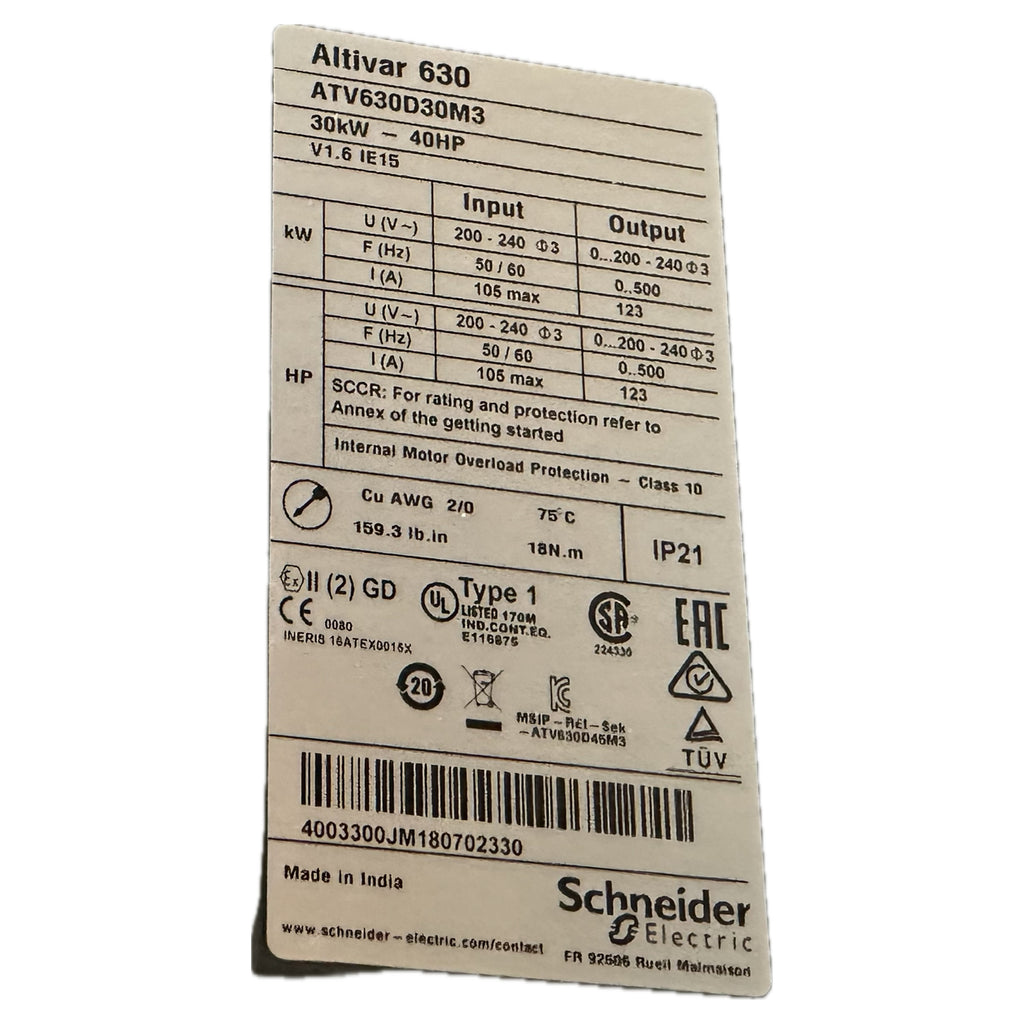 Altivar 630
ATV630D30M3
30kW - 40HP
V1.6 IE15
Input Output
kW
U (V~) 200 - 240 Φ3 0...200 - 240 Φ3
F (Hz) 50 / 60 0..500
I (A) 105 max 123
HP
U (V~) 200 - 240 Φ3 0...200 - 240 Φ3
F (Hz) 50 / 60 0..500
I (A) 105 max 123
SCCR: For rating and protection refer to
Annex of the getting started
Internal Motor Overload Protection - Class 10
Cu AWG 2/0 75°C
159.3 lb.in 18N.m
IP21
Ex II (2) GD
CE 0080
INERIS 16ATEX0015X
UL Type 1
LISTED 170M
IND.CONT.EQ.
E116875
SA
224330
EAC
20
MSIP-REI-Sek
-ATV630D45M3
TÜV
4003300JM180702330
Made in India
Schneider
Electric
www.schneider-electric.com/contact
FR 92506 Rueil Malmaison